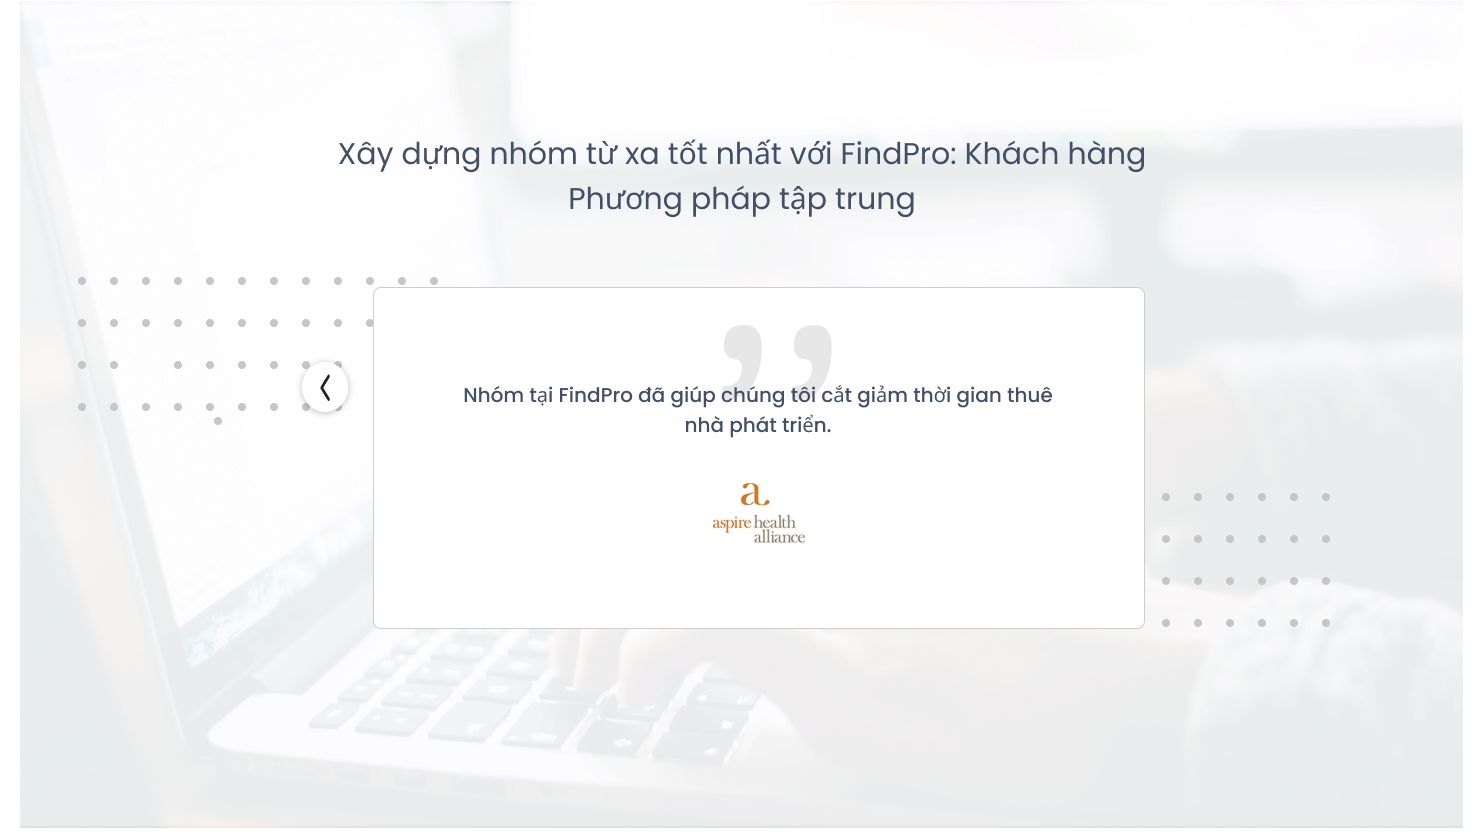 Xây dựng nhóm từ xa tốt nhất với FindPro: Khách hàng
Phương pháp tập trung
Nhóm tại FindPro đã giúp chúng tôi cắt giảm thời gian thuê
nhà phát triển.
a.
aspire health
alliance